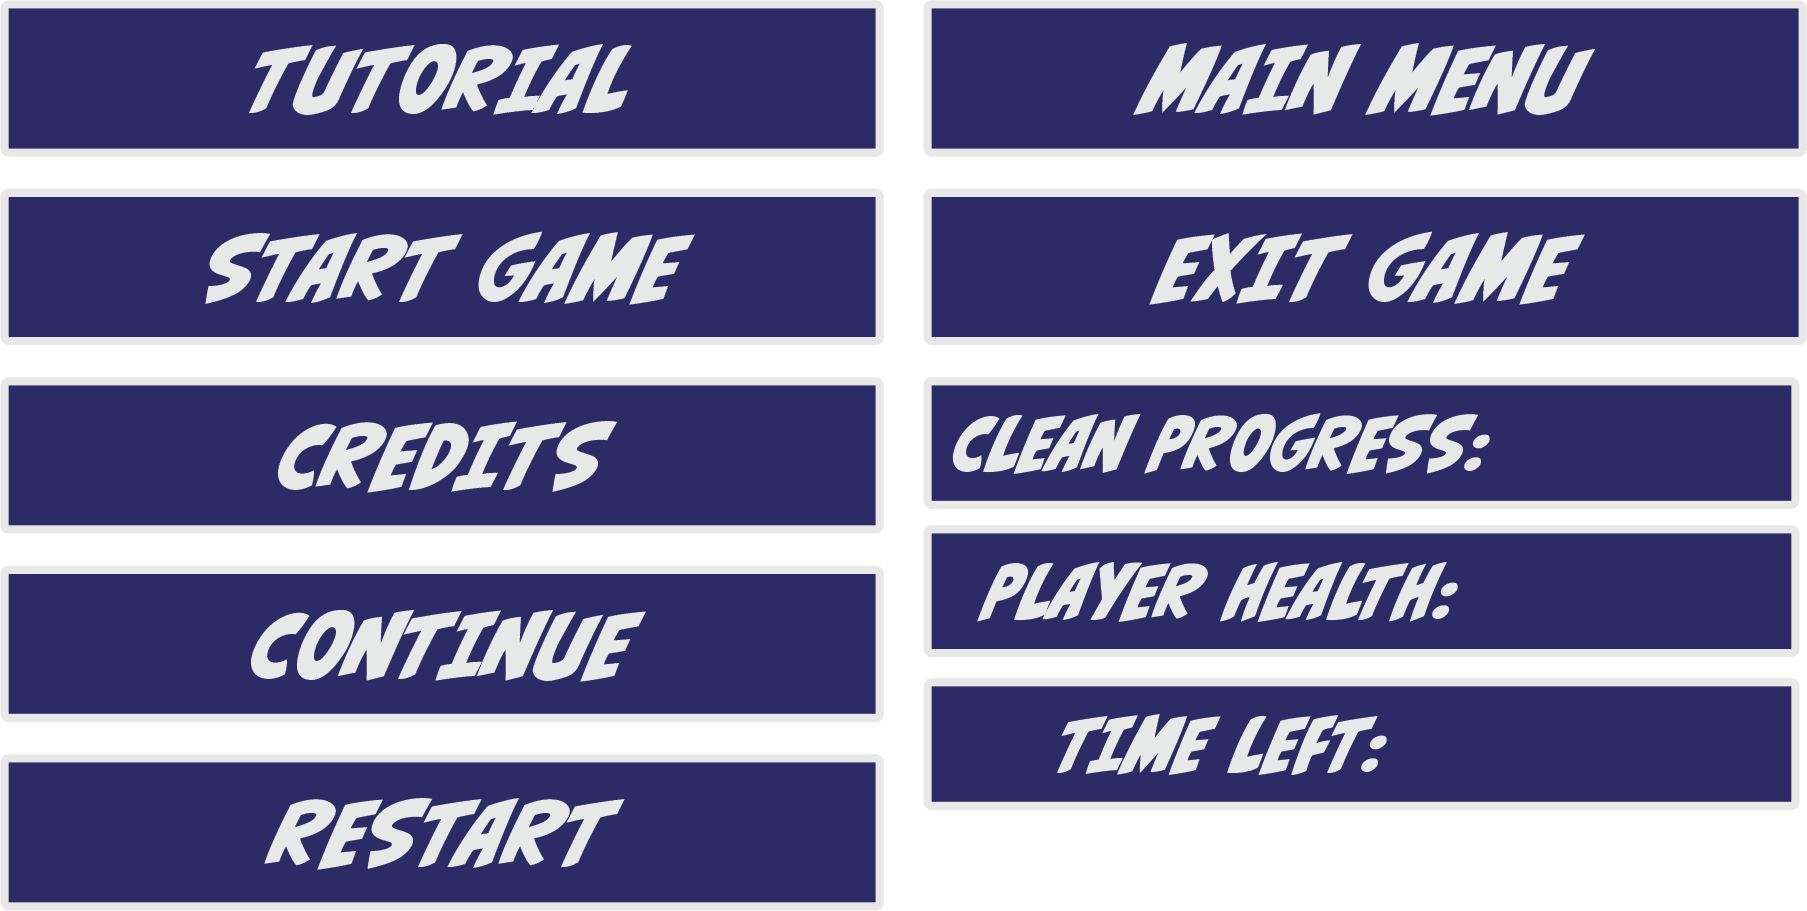 TUTORIAL
START GAME
CREDITS
CONTINUE
RESTART
MAIN MENU
EXIT GAME
CLEAN PROGRESS:
PLAYER HEALTH:
TIME LEFT: